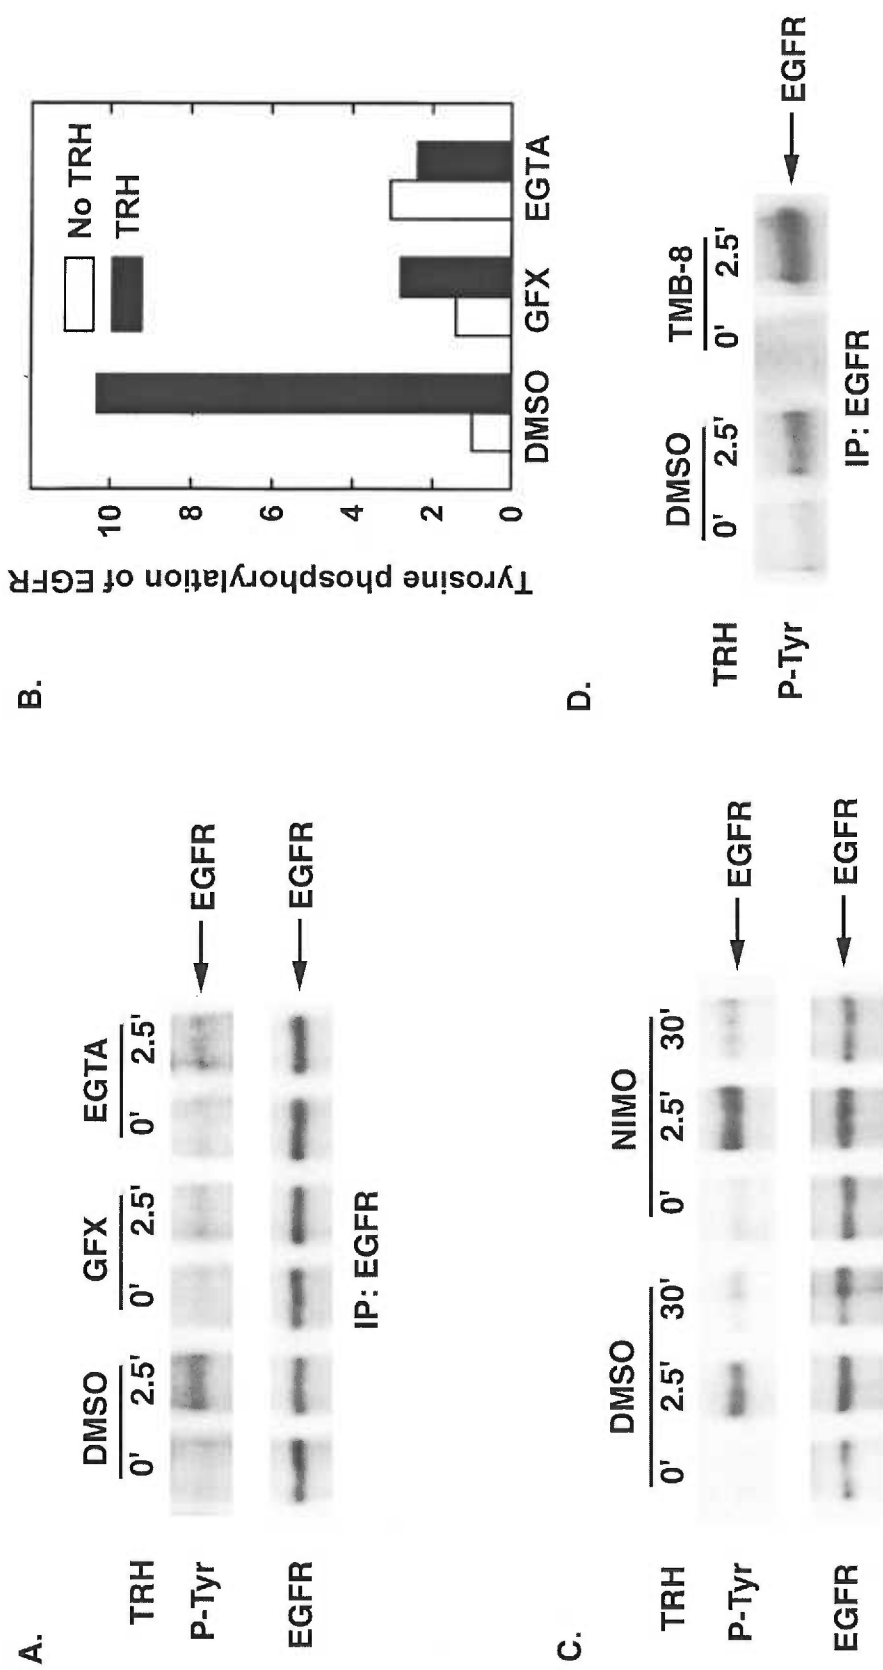 A.
DMSO GFX EGTA
TRH 0' 2.5' 0' 2.5' 0' 2.5'
P-Tyr EGFR
EGFR EGFR
IP: EGFR
B.
Tyrosine phosphorylation of EGFR
10
8
6
4
2
0
No TRH
TRH
DMSO GFX EGTA
C.
DMSO NIMO
TRH 0' 2.5' 30' 0' 2.5' 30'
P-Tyr EGFR
EGFR EGFR
D.
DMSO TMB-8
TRH 0' 2.5' 0' 2.5'
P-Tyr EGFR
IP: EGFR